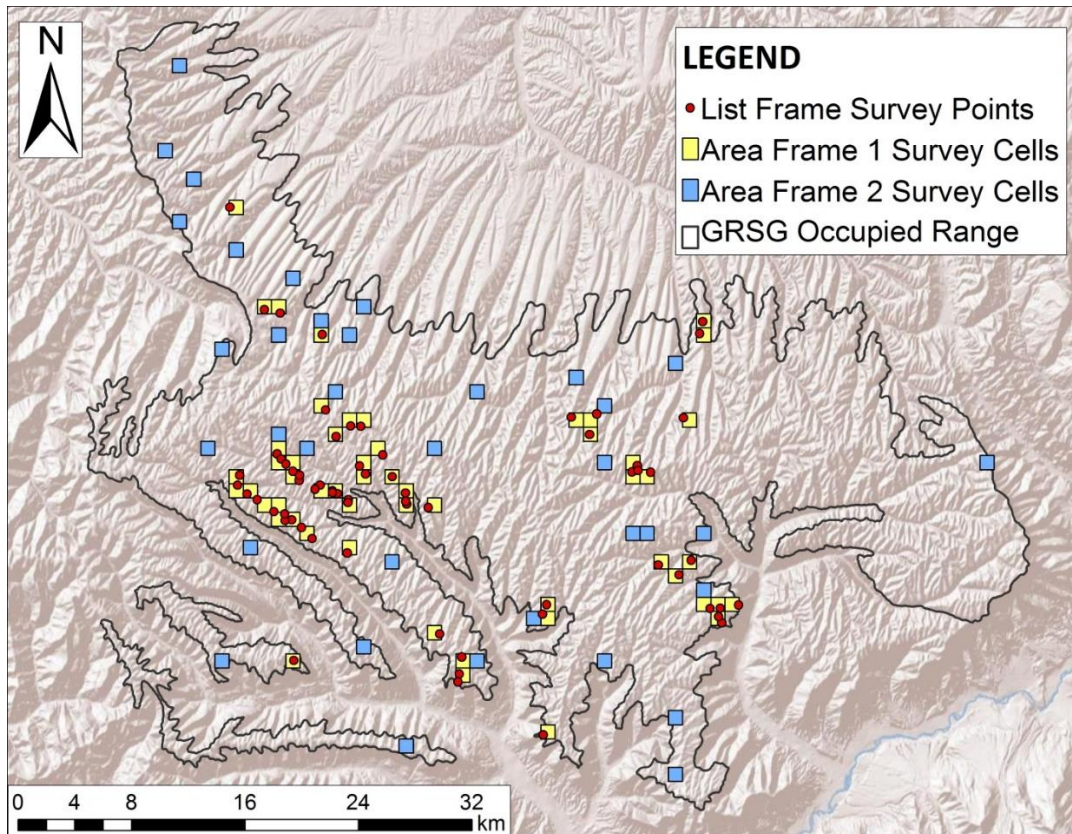 N
LEGEND
List Frame Survey Points
Area Frame 1 Survey Cells
Area Frame 2 Survey Cells
GRSG Occupied Range
0 4 8 16 24 32
km